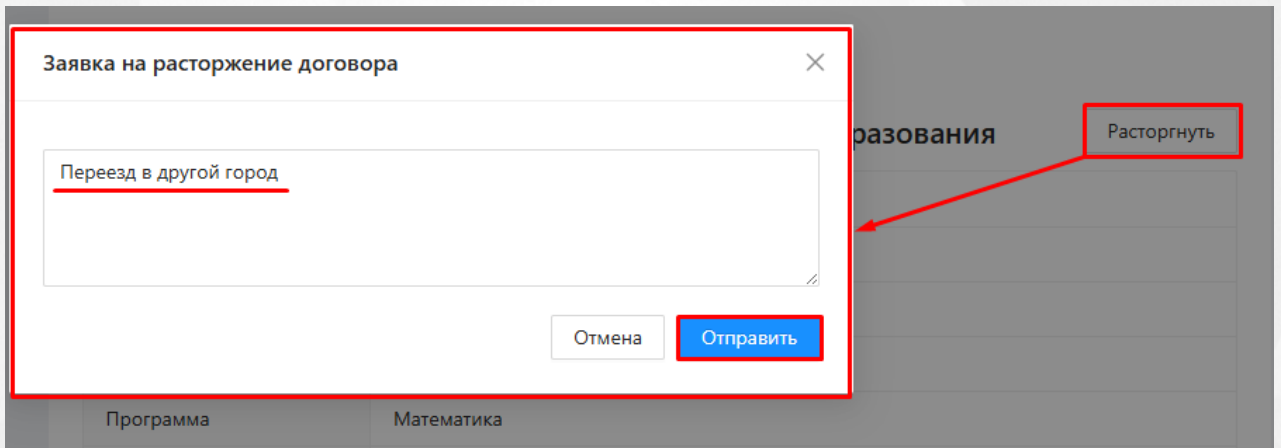 Заявка на расторжение договора
разования
Расторгнуть
Переезд в другой город
Отмена
Отправить
Программа
Математика